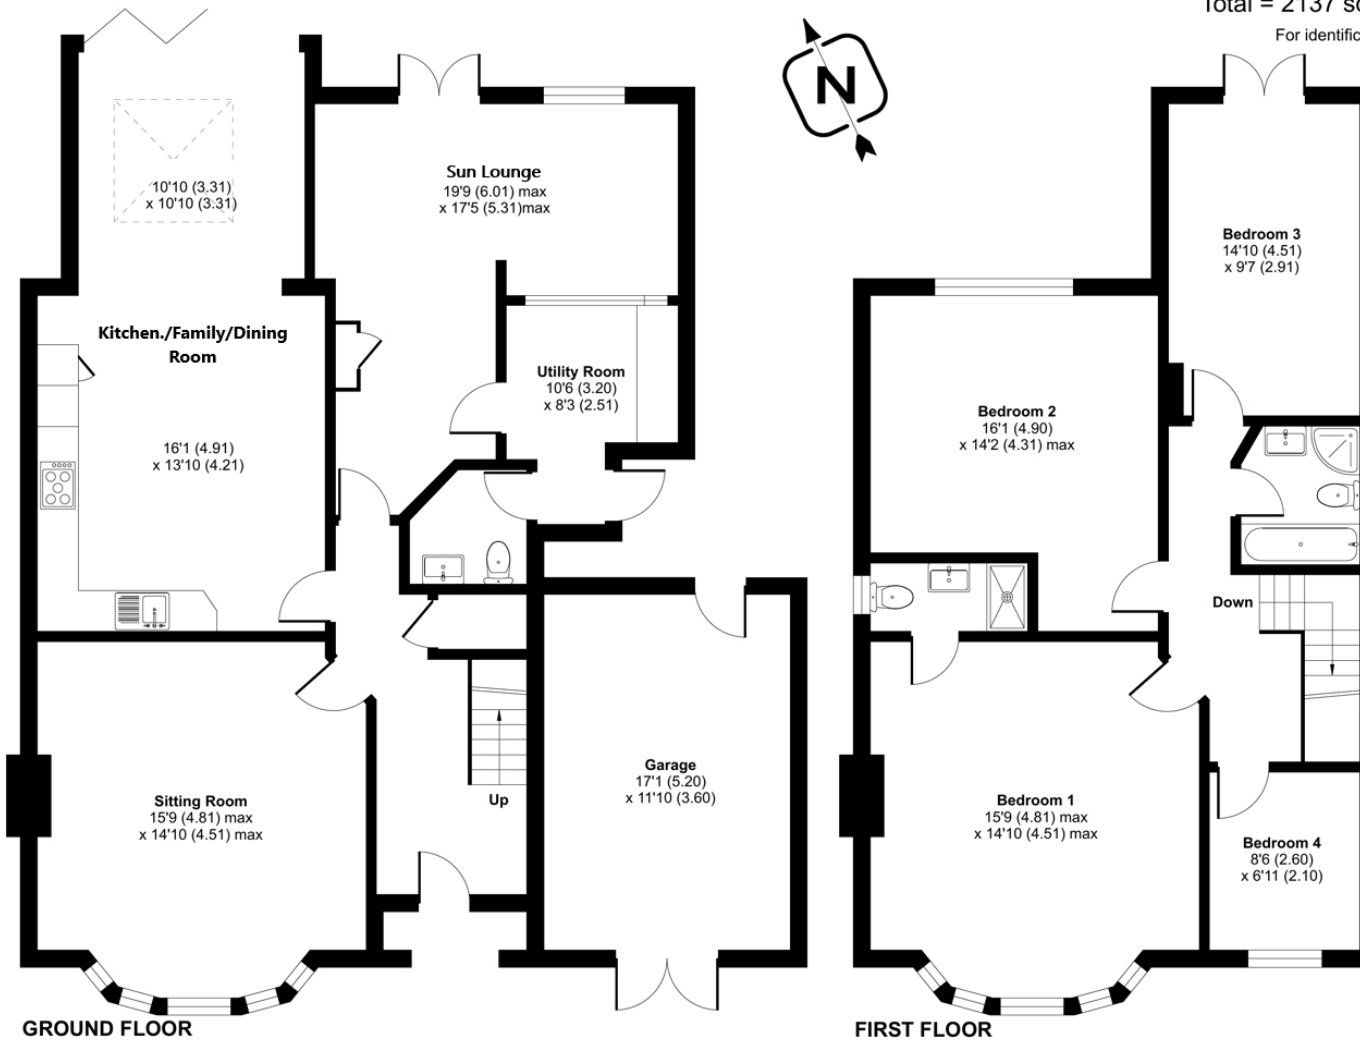 Total = 2137
For
N
10'10 (3.31)
x 10'10 (3.31)
Sun Lounge
19'9 (6.01) max
x 17'5 (5.31)max
Kitchen./Family/Dining
Room
16'1 (4.91)
x 13'10 (4.21)
Utility Room
10'6 (3.20)
x 8'3 (2.51)
Sitting Room
15'9 (4.81) max
x 14'10 (4.51) max
Up
Garage
17'1 (5.20)
x 11'10 (3.60)
GROUND FLOOR
Bedroom 3
14'10 (4.51)
x 9'7 (2.91)
Bedroom 2
16'1 (4.90)
x 14'2 (4.31) max
Down
Bedroom 1
15'9 (4.81) max
x 14'10 (4.51) max
Bedroom 4
8'6 (2.60)
x 6'11 (2.10)
FIRST FLOOR